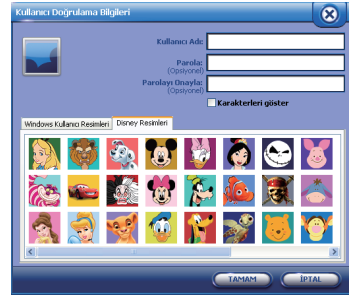 Kullanıcı Doğrulama Bilgileri
Kullanıcı Adı:
Parola:
(Opsiyonel)
Parolayı Onayla:
(Opsiyonel)
Karakterleri göster
Windows Kullanıcı Resimleri Disney Resimleri
TAMAM İPTAL